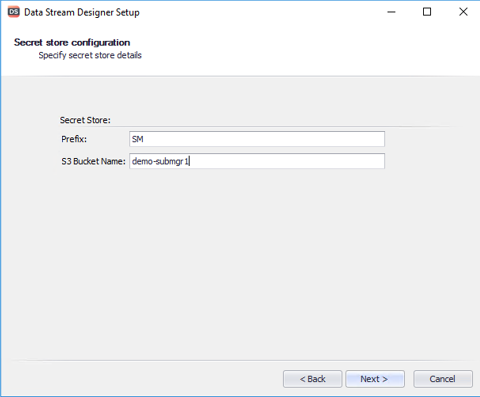 DS Data Stream Designer Setup
Secret store configuration
Specify secret store details
Secret Store:
Prefix: SM
S3 Bucket Name: demo-submgr1
< Back Next > Cancel